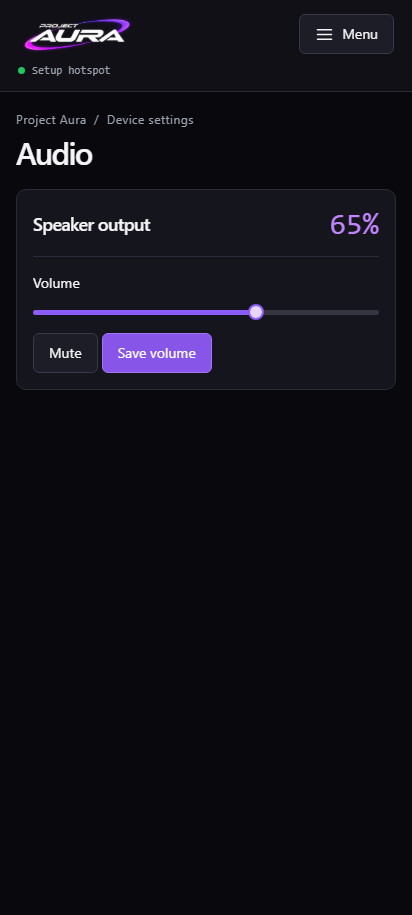 PROJECT
AURA
Menu
Setup hotspot
Project Aura / Device settings
Audio
Speaker output
65%
Volume
Mute
Save volume